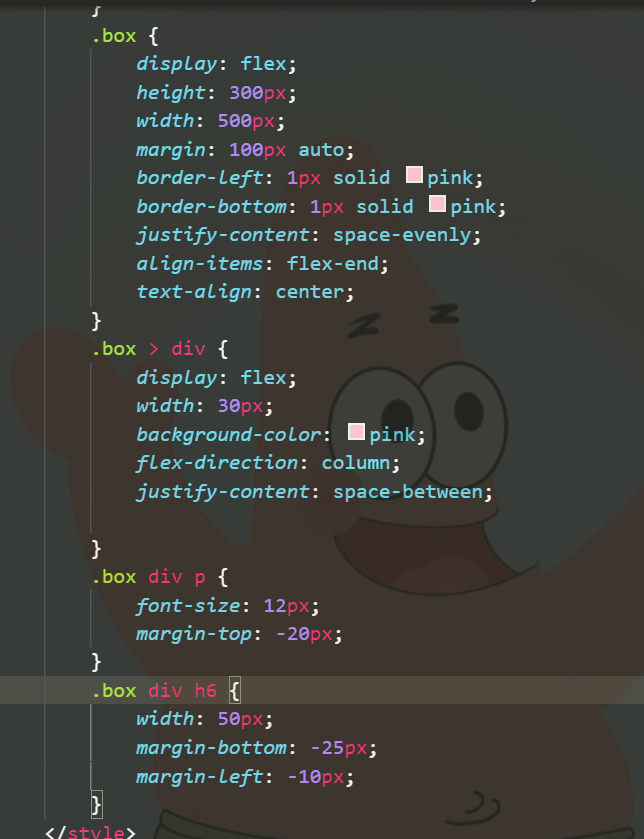 }
.box {
display: flex;
height: 300px;
width: 500px;
margin: 100px auto;
border-left: 1px solid pink;
border-bottom: 1px solid pink;
justify-content: space-evenly;
align-items: flex-end;
text-align: center;
}
.box > div {
display: flex;
width: 30px;
background-color: pink;
flex-direction: column;
justify-content: space-between;
}
.box div p {
font-size: 12px;
margin-top: -20px;
}
.box div h6 {
width: 50px;
margin-bottom: -25px;
margin-left: -10px;
}
</style>